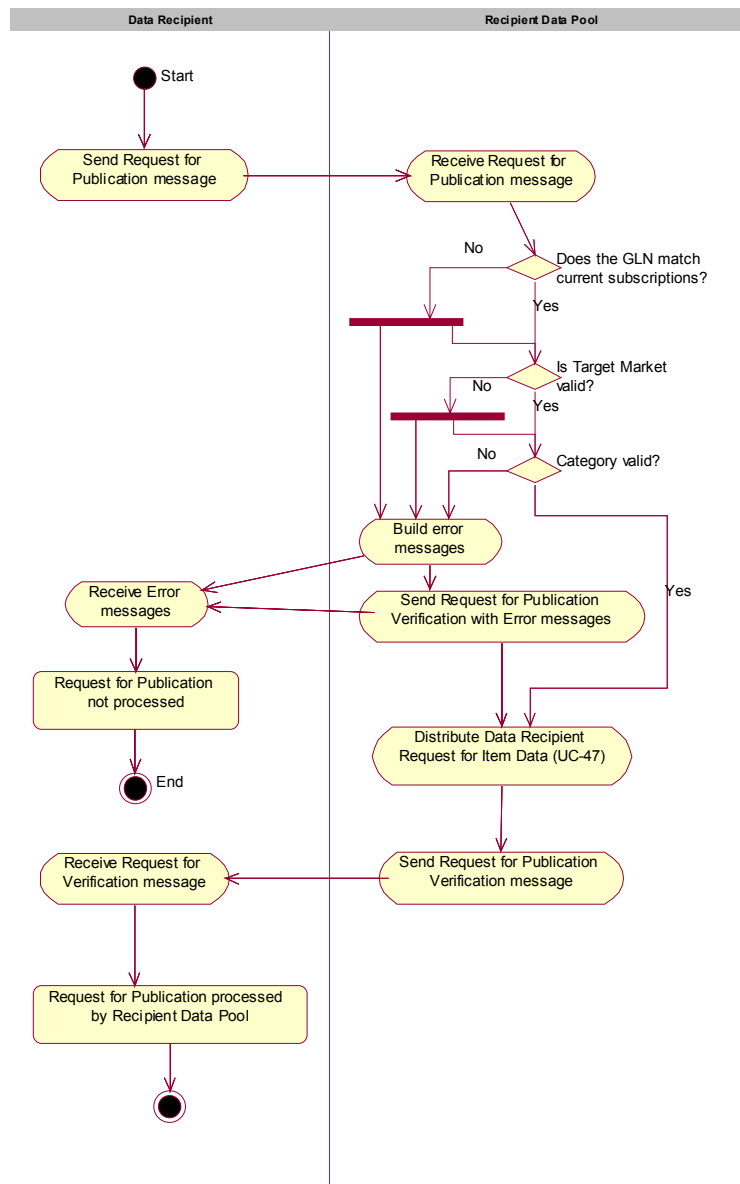 Data Recipient
Recipient Data Pool
Start
Send Request for
Publication message
Receive Request for
Publication message
No
Does the GLN match
current subscriptions?
Yes
Is Target Market
valid?
No
Yes
No
Category valid?
Build error
messages
Receive Error
messages
Send Request for Publication
Verification with Error messages
Yes
Request for Publication
not processed
Distribute Data Recipient
Request for Item Data (UC-47)
End
Receive Request for
Verification message
Send Request for Publication
Verification message
Request for Publication processed
by Recipient Data Pool